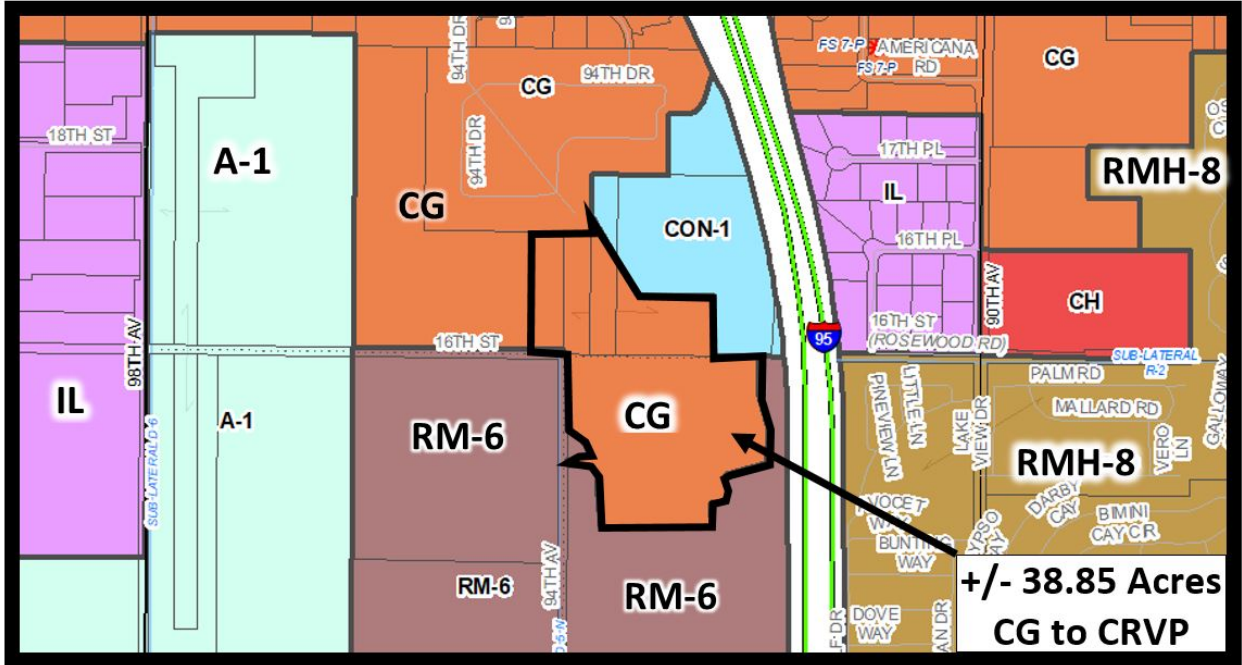 94TH DR
FS 7-P
AMERICANA
RD
FS 7-P
CG
94TH DR
CG
18TH ST
94TH DR
17TH PL
A-1
RMH-8
IL
CG
CON-1
16TH PL
90TH AV
CH
98TH AV
16TH ST
95
16TH ST
(ROSEWOOD RD)
SUB-LATERAL
R-2
PALM RD
IL
A-1
RM-6
CG
PINEVIEW LN
LITTLE LN
LAKE
VIEW DR
MALLARD RD
VERO
LN
GALLOWAY
RMH-8
SUB-LATERAL D-6
DARBY
CAY
BIMINI
CAY CIR
BUNTING
WAY
94TH AV
RM-6
RM-6
DOVE
WAY
+/- 38.85 Acres
CG to CRVP